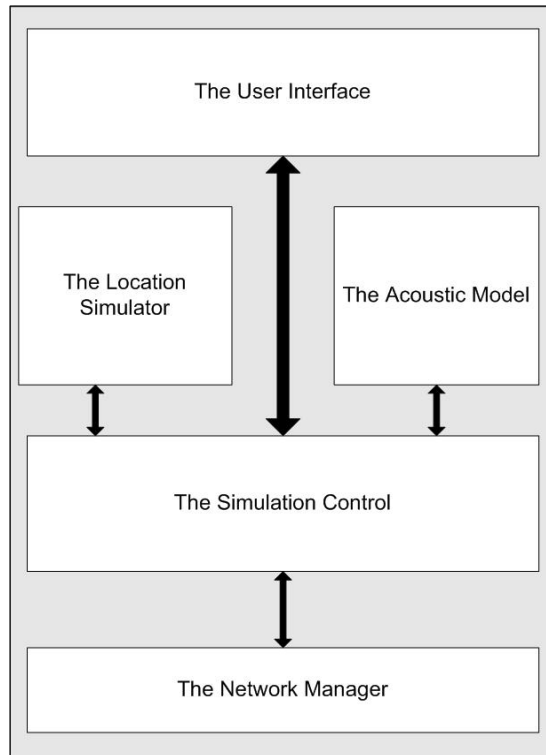 The User Interface
The Location
Simulator
The Acoustic Model
The Simulation Control
The Network Manager